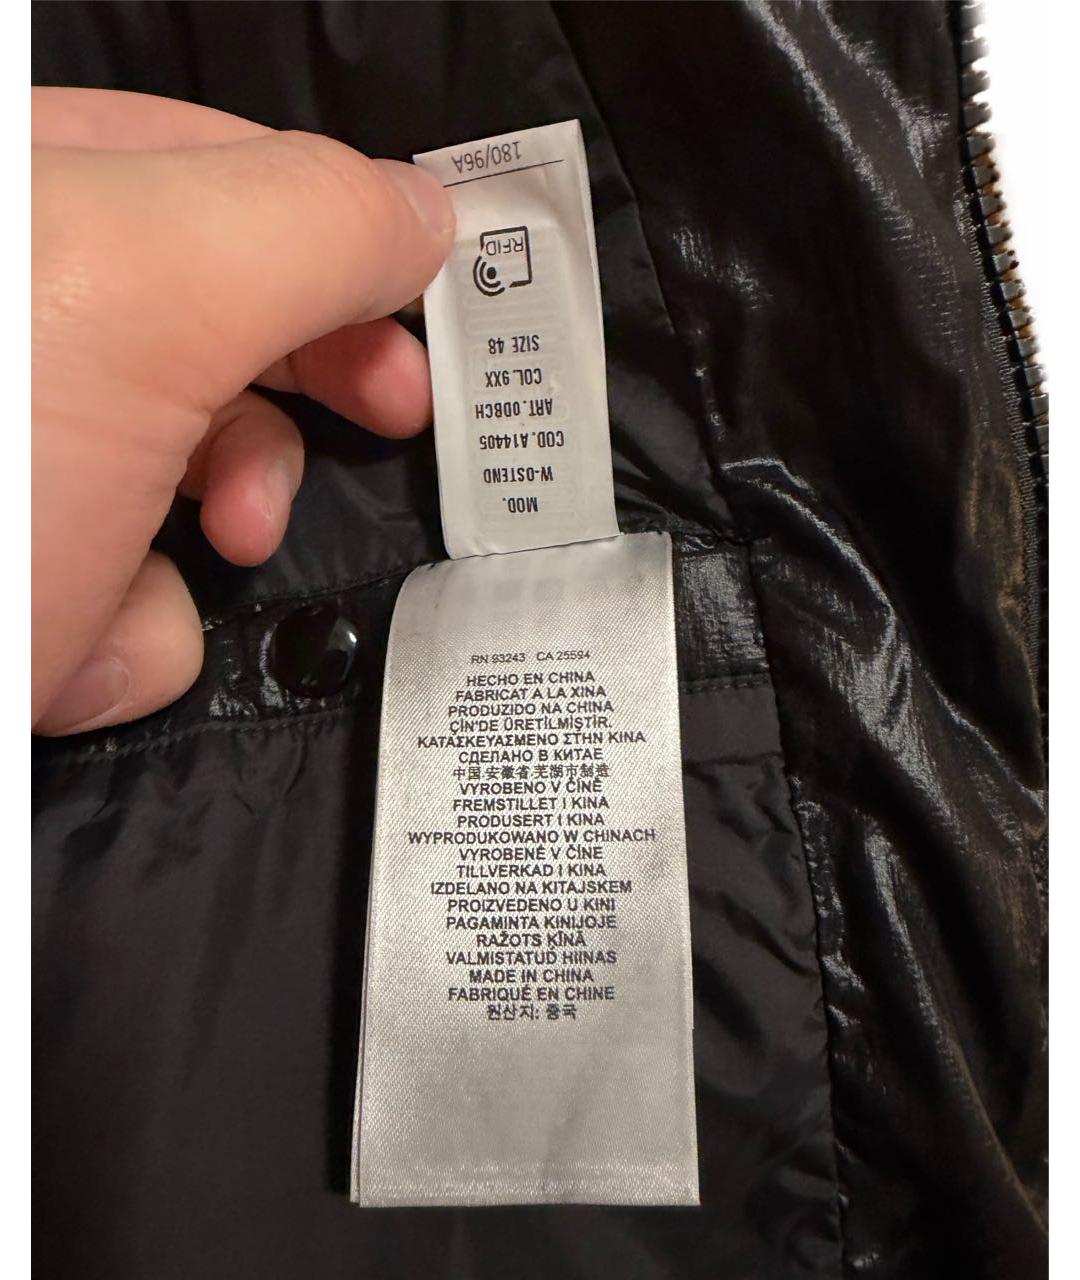 MOD.
W-OSTEND
COD.A14405
ART.0DBCH
COL.9XX
SIZE 48
RFID
180/96A
RN 93243 CA 25594
HECHO EN CHINA
FABRICAT A LA XINA
PRODUZIDO NA CHINA
ÇİN'DE ÜRETİLMİŞTİR.
ΚΑΤΑΣΚΕΥΑΣΜΕΝΟ ΣΤΗΝ ΚΙΝΑ
СДЕЛАНО В КИТАЕ
中国 安徽省 芜湖市制造
VYROBENO V ČÍNĚ
FREMSTILLET I KINA
PRODUSERT I KINA
WYPRODUKOWANO W CHINACH
VYROBENÉ V ČÍNE
TILLVERKAD I KINA
IZDELANO NA KITAJSKEM
PROIZVEDENO U KINI
PAGAMINTA KINIJOJE
RAŽOTS ĶĪNĀ
VALMISTATUD HIINAS
MADE IN CHINA
FABRIQUÉ EN CHINE
원산지: 중국